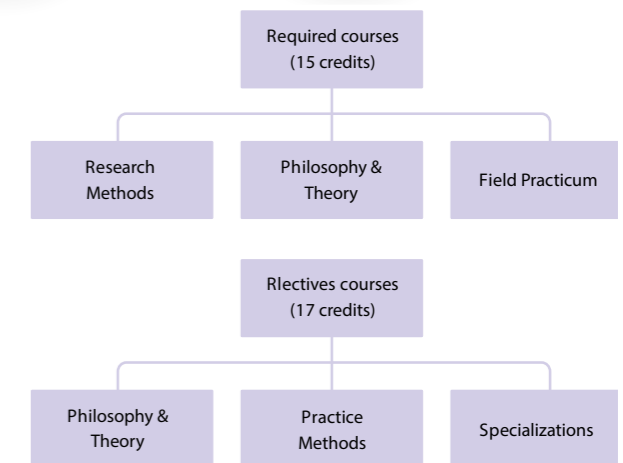 Required courses
(15 credits)
Research
Methods
Philosophy &
Theory
Field Practicum
Rlectives courses
(17 credits)
Philosophy &
Theory
Practice
Methods
Specializations